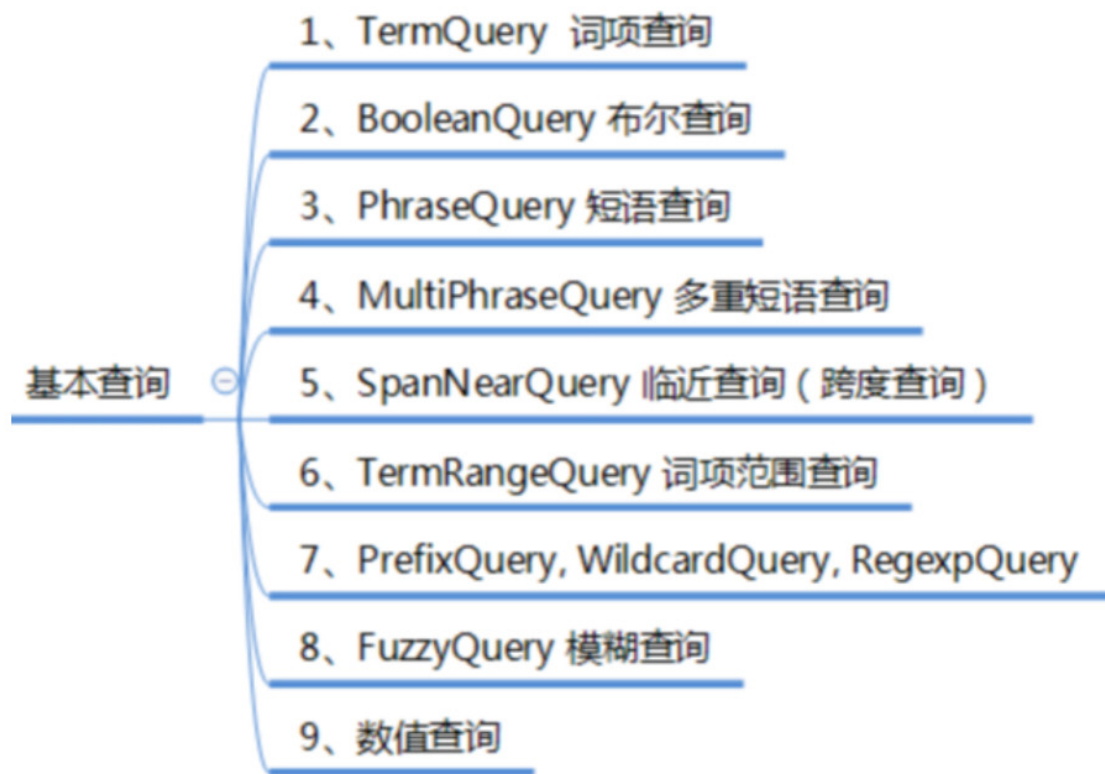 1、TermQuery 词项查询
2、BooleanQuery 布尔查询
3、PhraseQuery 短语查询
4、MultiPhraseQuery 多重短语查询
基本查询
5、SpanNearQuery 临近查询（跨度查询）
6、TermRangeQuery 词项范围查询
7、PrefixQuery, WildcardQuery, RegexpQuery
8、FuzzyQuery 模糊查询
9、数值查询